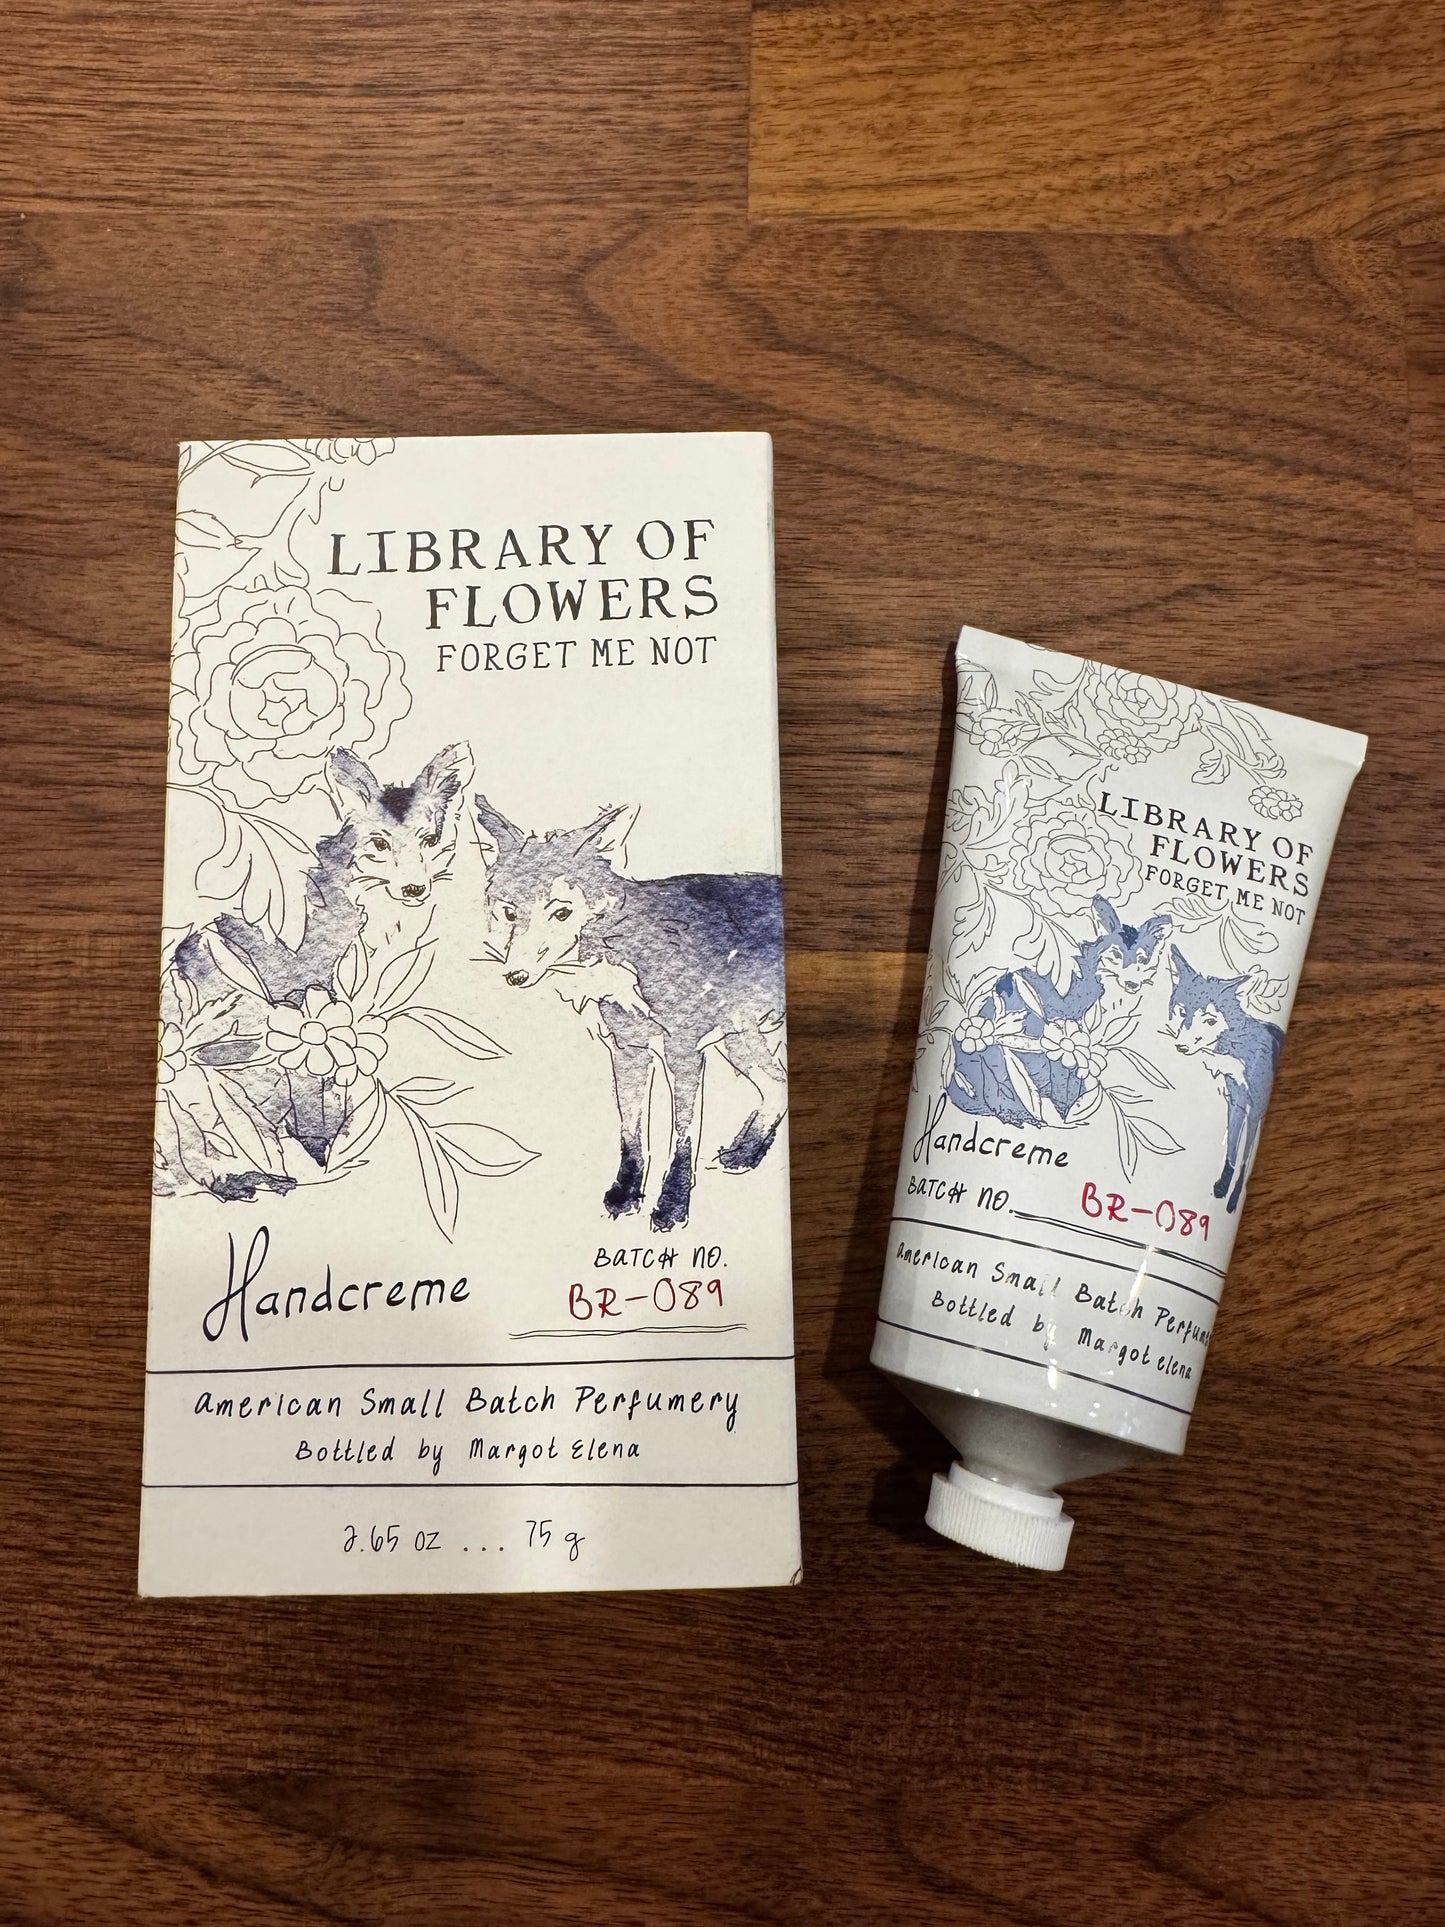 LIBRARY OF
FLOWERS
FORGET ME NOT
Handcreme
BATCH NO.
BR-089
American Small Batch Perfumery
Bottled by Margot Elena
2.65 oz ... 75 g
LIBRARY OF
FLOWERS
FORGET ME NOT
Handcreme
BATCH NO. BR-089
American Small Batch
Bottled by Margot Elena